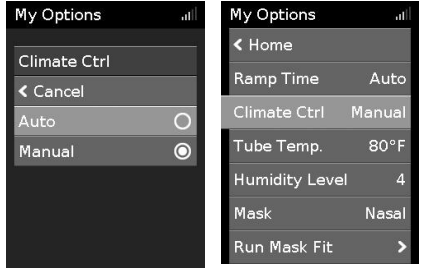 My Options
Climate Ctrl
Cancel
Auto
Manual
My Options
Home
Ramp Time Auto
Climate Ctrl Manual
Tube Temp. 80°F
Humidity Level 4
Mask Nasal
Run Mask Fit